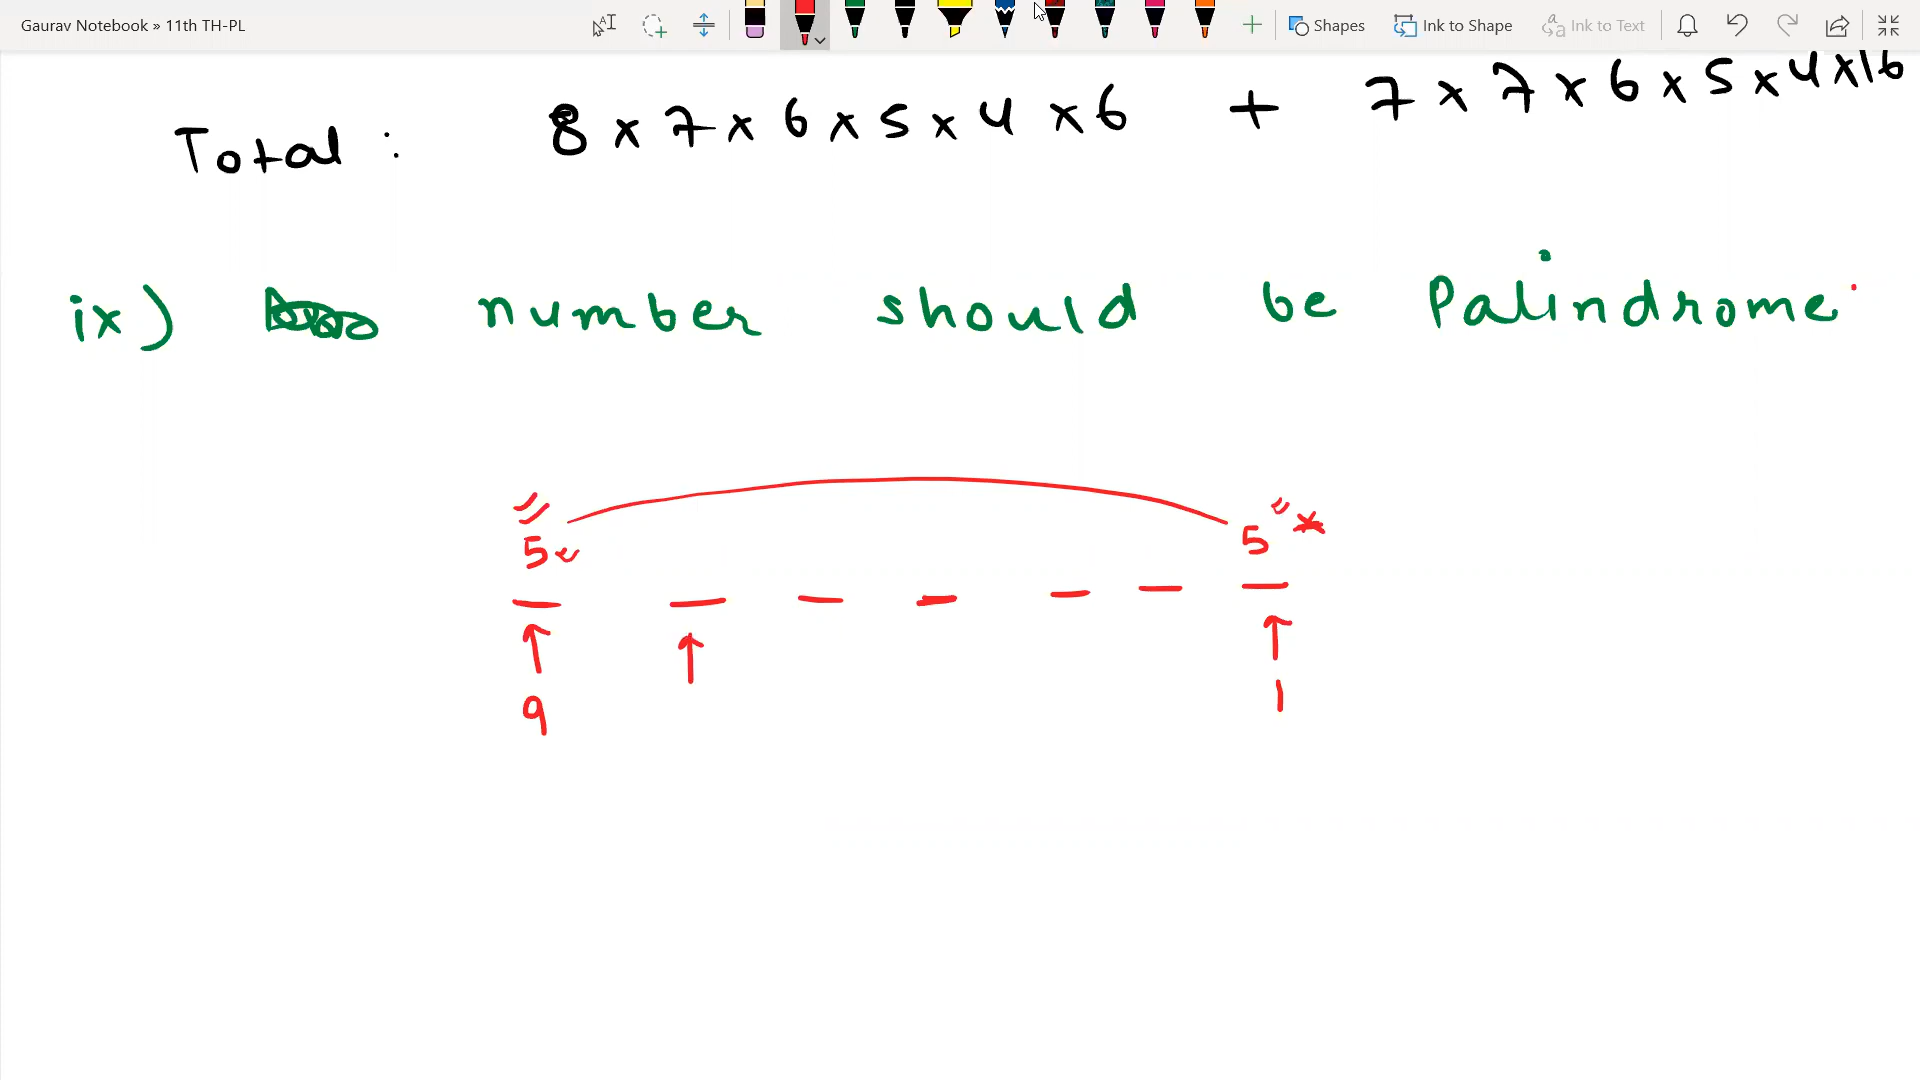 Gaurav Notebook » 11th TH-PL
Shapes
Ink to Shape
Ink to Text
Total : 8 x 7 x 6 x 5 x 4 x 6 + 7 x 7 x 6 x 5 x 4 x 16
ix) number should be Palindrome
5 5
9 1